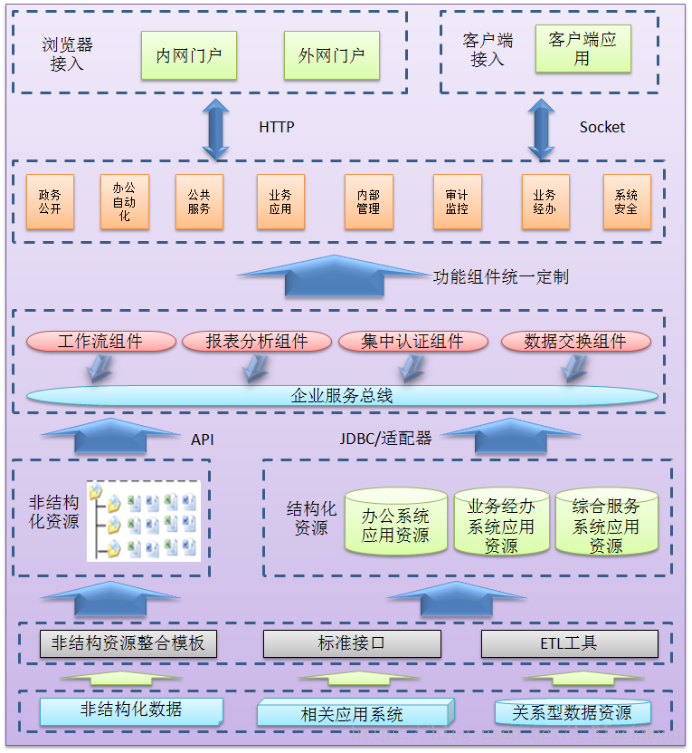 浏览器
接入
内网门户
外网门户
客户端
接入
客户端应
用
HTTP
Socket
政务
公开
办公
自动
化
公共
服务
业务
应用
内部
管理
审计
监控
业务
经办
系统
安全
功能组件统一定制
工作流组件
报表分析组件
集中认证组件
数据交换组件
企业服务总线
API
JDBC/适配器
非结构
化资源
结构化
资源
办公系统
应用资源
业务经办
系统应用
资源
综合服务
系统应用
资源
非结构资源整合模板
标准接口
ETL工具
非结构化数据
相关应用系统
关系型数据资源